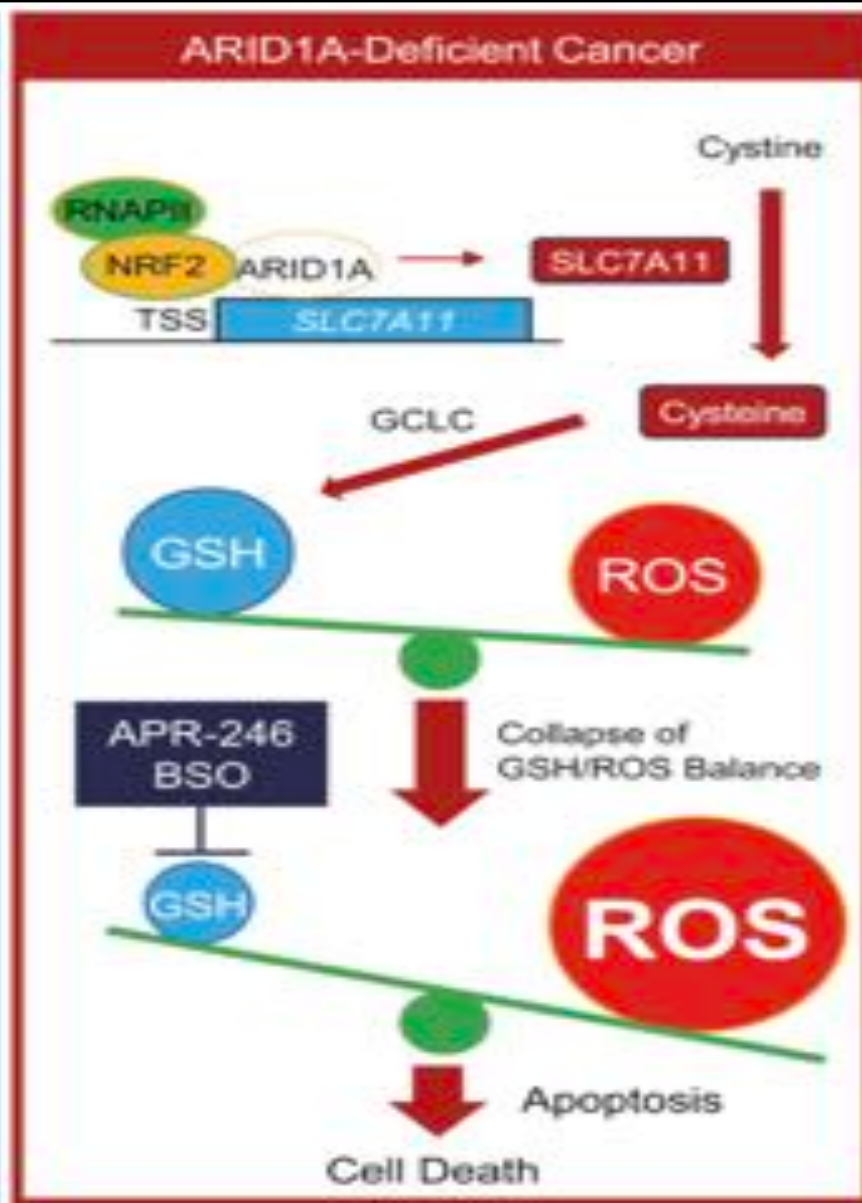 ARID1A-Deficient Cancer
Cystine
RNAPII
NRF2
ARID1A
SLC7A11
TSS
SLC7A11
Cysteine
GCLC
GSH
ROS
APR-246
BSO
Collapse of
GSH/ROS Balance
GSH
ROS
Apoptosis
Cell Death